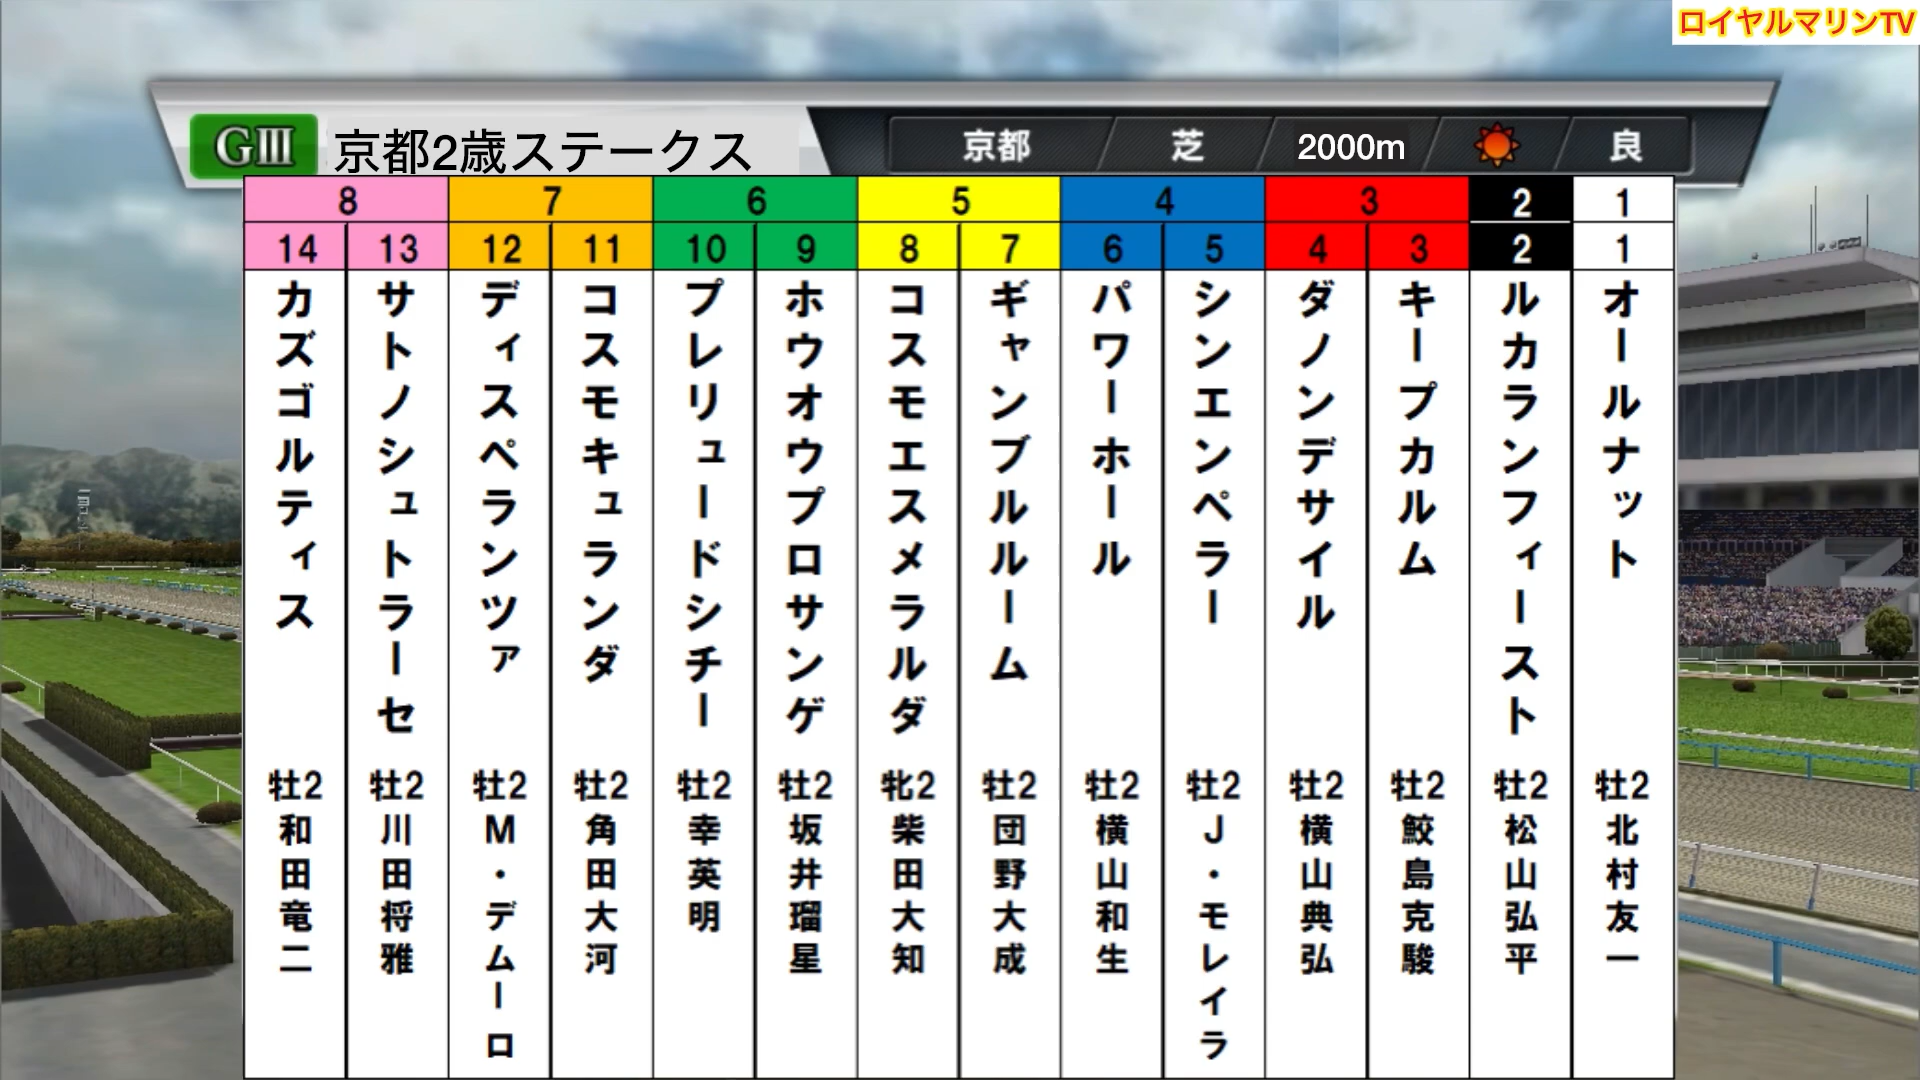 ロイヤルマリンTV
GⅢ 京都2歳ステークス 京都 芝 2000m 良
8 7 6 5 4 3 2 1
14 13 12 11 10 9 8 7 6 5 4 3 2 1
オールナット
牡2
北村友一
ルカランフィースト
牡2
松山弘平
キープカルム
牡2
鮫島克駿
ダノンデサイル
牡2
横山典弘
シンエンペラー
牡2
J・モレイラ
パワーホール
牡2
横山和生
ギャンブルルーム
牡2
団野大成
コスモエスメラルダ
牝2
柴田大知
ホウオウプロサンゲ
牡2
坂井瑠星
プレリュードシチー
牡2
幸英明
コスモキュランダ
牡2
角田大河
ディスペランツァ
牡2
M・デムーロ
サトノシュトラーセ
牡2
川田将雅
カズゴルティス
牡2
和田竜二